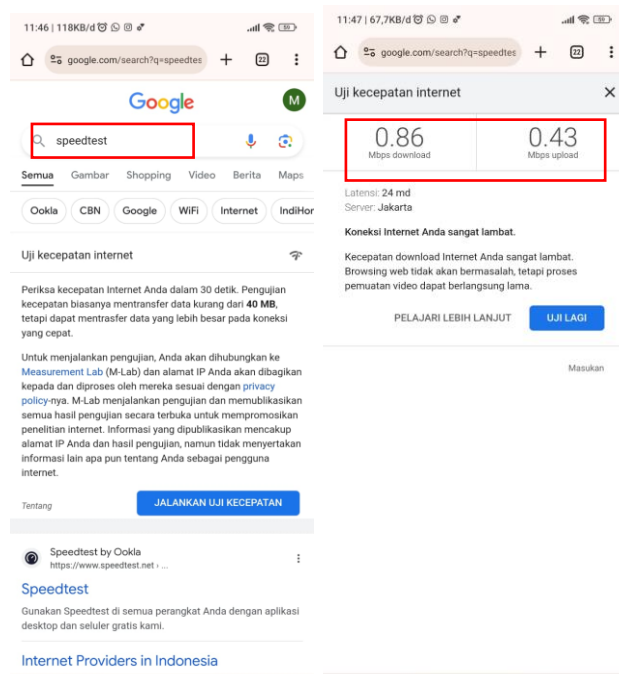 11:46 | 118KB/d
59
google.com/search?q=speedtes
22
Google
M
speedtest
Semua Gambar Shopping Video Berita Maps
Ookla CBN Google WiFi Internet IndiHor
Uji kecepatan internet
Periksa kecepatan Internet Anda dalam 30 detik. Pengujian
kecepatan biasanya mentransfer data kurang dari 40 MB,
tetapi dapat mentrasfer data yang lebih besar pada koneksi
yang cepat.
Untuk menjalankan pengujian, Anda akan dihubungkan ke
Measurement Lab (M-Lab) dan alamat IP Anda akan dibagikan
kepada dan diproses oleh mereka sesuai dengan privacy
policy-nya. M-Lab menjalankan pengujian dan memublikasikan
semua hasil pengujian secara terbuka untuk mempromosikan
penelitian internet. Informasi yang dipublikasikan mencakup
alamat IP Anda dan hasil pengujian, namun tidak menyertakan
informasi lain apa pun tentang Anda sebagai pengguna
internet.
Tentang
JALANKAN UJI KECEPATAN
Speedtest by Ookla
https://www.speedtest.net › ...
Speedtest
Gunakan Speedtest di semua perangkat Anda dengan aplikasi
desktop dan seluler gratis kami.
Internet Providers in Indonesia
11:47 | 67,7KB/d
59
google.com/search?q=speedtes
22
Uji kecepatan internet
0.86 0.43
Mbps download Mbps upload
Latensi: 24 md
Server: Jakarta
Koneksi Internet Anda sangat lambat.
Kecepatan download Internet Anda sangat lambat.
Browsing web tidak akan bermasalah, tetapi proses
pemuatan video dapat berlangsung lama.
PELAJARI LEBIH LANJUT UJI LAGI
Masukan